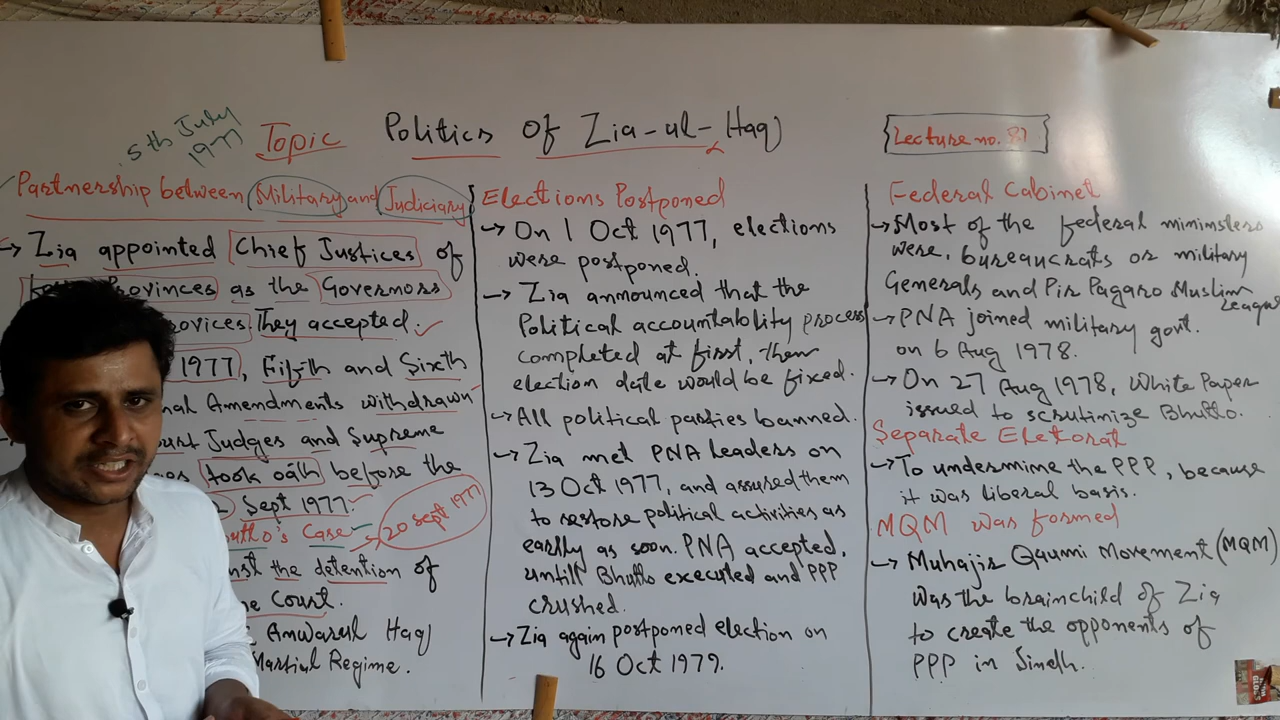 5th July
1977
Topic Politics of Zia-ul-Haq
Lecture no. 81
Partnership between Military and Judiciary
→ Zia appointed Chief Justices of
Provinces as the Governors
rovices. They accepted.
1977, Fifth and Sixth
nal Amendments withdrawn
ourt Judges and Supreme
took oath before the
Sept 1977
utto's Case → 20 Sept 1977
nst the detention of
Court.
Anwarul Haq
Martial Regime.
Elections Postponed
→ On 1 Oct 1977, elections
were postponed.
→ Zia announced that the
Political accountability process
completed at first, then
election date would be fixed.
→ All political parties banned.
→ Zia met PNA leaders on
13 Oct 1977, and assured them
to restore political activities as
earlly as soon. PNA accepted,
untill Bhutto executed and PPP
crushed.
→ Zia again postponed election on
16 Oct 1979.
Federal Cabinet
→ Most of the federal miminsters
were, bureaucrats or military
Generals and Pir Pagaro Muslim
League
→ PNA joined military govt.
on 6 Aug 1978.
→ On 27 Aug 1978, White Paper
issued to scrutinize Bhutto.
Separate Electorat
→ To undermine the PPP, because
it was liberal basis.
MQM was formed
→ Muhajir Qaumi Movement (MQM)
was the brainchild of Zia
to create the opponents of
PPP in Sindh.